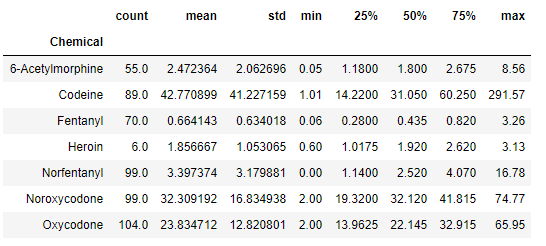 count mean std min 25% 50% 75% max
Chemical
6-Acetylmorphine 55.0 2.472364 2.062696 0.05 1.1800 1.800 2.675 8.56
Codeine 89.0 42.770899 41.227159 1.01 14.2200 31.050 60.250 291.57
Fentanyl 70.0 0.664143 0.634018 0.06 0.2800 0.435 0.820 3.26
Heroin 6.0 1.856667 1.053065 0.60 1.0175 1.920 2.620 3.13
Norfentanyl 99.0 3.397374 3.179881 0.00 1.1400 2.520 4.070 16.78
Noroxycodone 99.0 32.309192 16.834938 2.00 19.3200 32.120 41.815 74.77
Oxycodone 104.0 23.834712 12.820801 2.00 13.9625 22.145 32.915 65.95